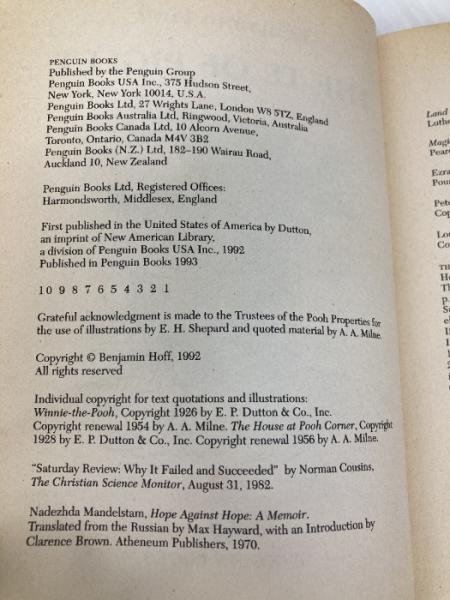 PENGUIN BOOKS
Published by the Penguin Group
Penguin Books USA Inc., 375 Hudson Street,
New York, New York 10014, U.S.A.
Penguin Books Ltd, 27 Wrights Lane, London W8 5TZ, England
Penguin Books Australia Ltd, Ringwood, Victoria, Australia
Penguin Books Canada Ltd, 10 Alcorn Avenue,
Toronto, Ontario, Canada M4V 3B2
Penguin Books (N.Z.) Ltd, 182–190 Wairau Road,
Auckland 10, New Zealand
Penguin Books Ltd, Registered Offices:
Harmondsworth, Middlesex, England
First published in the United States of America by Dutton,
an imprint of New American Library,
a division of Penguin Books USA Inc., 1992
Published in Penguin Books 1993
10 9 8 7 6 5 4 3 2 1
Grateful acknowledgment is made to the Trustees of the Pooh Properties for
the use of illustrations by E. H. Shepard and quoted material by A. A. Milne.
Copyright © Benjamin Hoff, 1992
All rights reserved
Individual copyright for text quotations and illustrations:
Winnie-the-Pooh, Copyright 1926 by E. P. Dutton & Co., Inc.
Copyright renewal 1954 by A. A. Milne. The House at Pooh Corner, Copyright
1928 by E. P. Dutton & Co., Inc. Copyright renewal 1956 by A. A. Milne.
“Saturday Review: Why It Failed and Succeeded” by Norman Cousins,
The Christian Science Monitor, August 31, 1982.
Nadezhda Mandelstam, Hope Against Hope: A Memoir.
Translated from the Russian by Max Hayward, with an Introduction by
Clarence Brown. Atheneum Publishers, 1970.
Land
Luthe
Magi
Pear
Ezra
Pou
Pet
Cop
Lo
Co